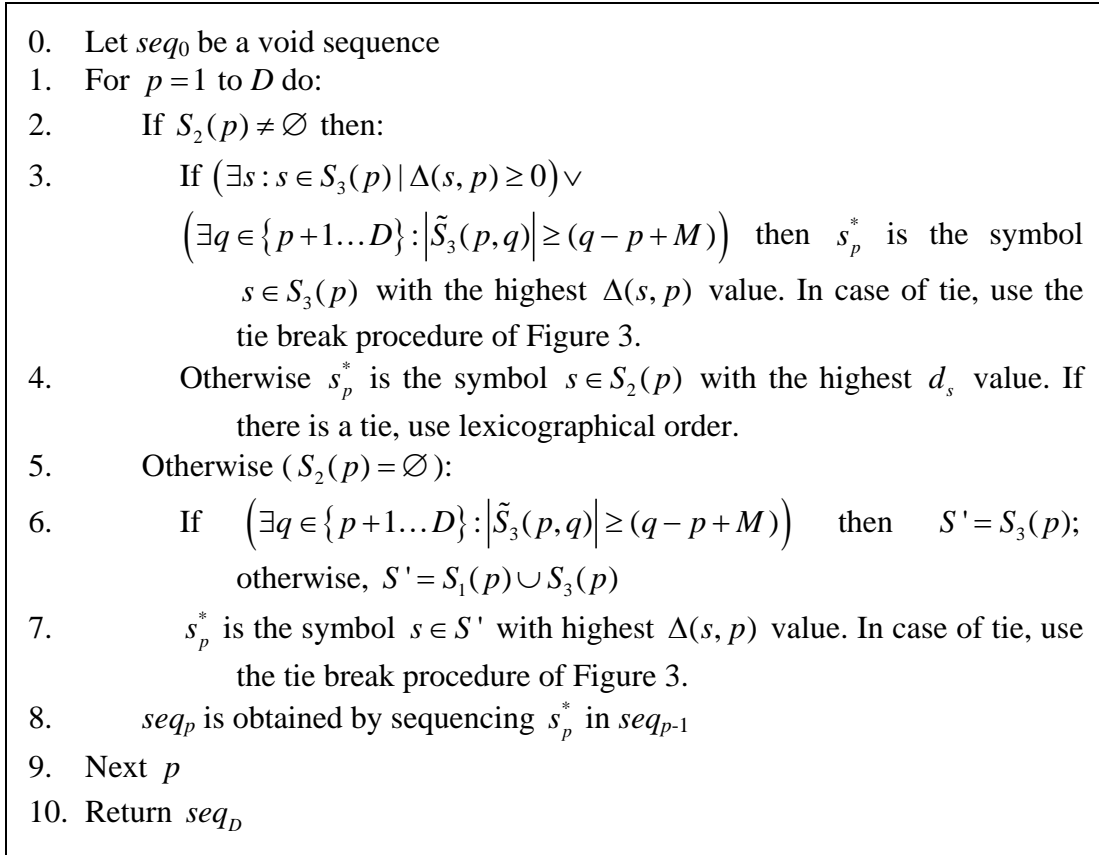 0. Let seq₀ be a void sequence
1. For p = 1 to D do:
2. If S₂(p) ≠ ∅ then:
3. If (∃s : s ∈ S₃(p) | Δ(s, p) ≥ 0) ∨
(∃q ∈ {p+1…D} : |S̃₃(p,q)| ≥ (q − p + M)) then s*ₚ is the symbol
s ∈ S₃(p) with the highest Δ(s, p) value. In case of tie, use the
tie break procedure of Figure 3.
4. Otherwise s*ₚ is the symbol s ∈ S₂(p) with the highest dₛ value. If
there is a tie, use lexicographical order.
5. Otherwise (S₂(p) = ∅):
6. If (∃q ∈ {p+1…D} : |S̃₃(p,q)| ≥ (q − p + M)) then S' = S₃(p);
otherwise, S' = S₁(p) ∪ S₃(p)
7. s*ₚ is the symbol s ∈ S' with highest Δ(s, p) value. In case of tie, use
the tie break procedure of Figure 3.
8. seqₚ is obtained by sequencing s*ₚ in seqₚ₋₁
9. Next p
10. Return seq_D